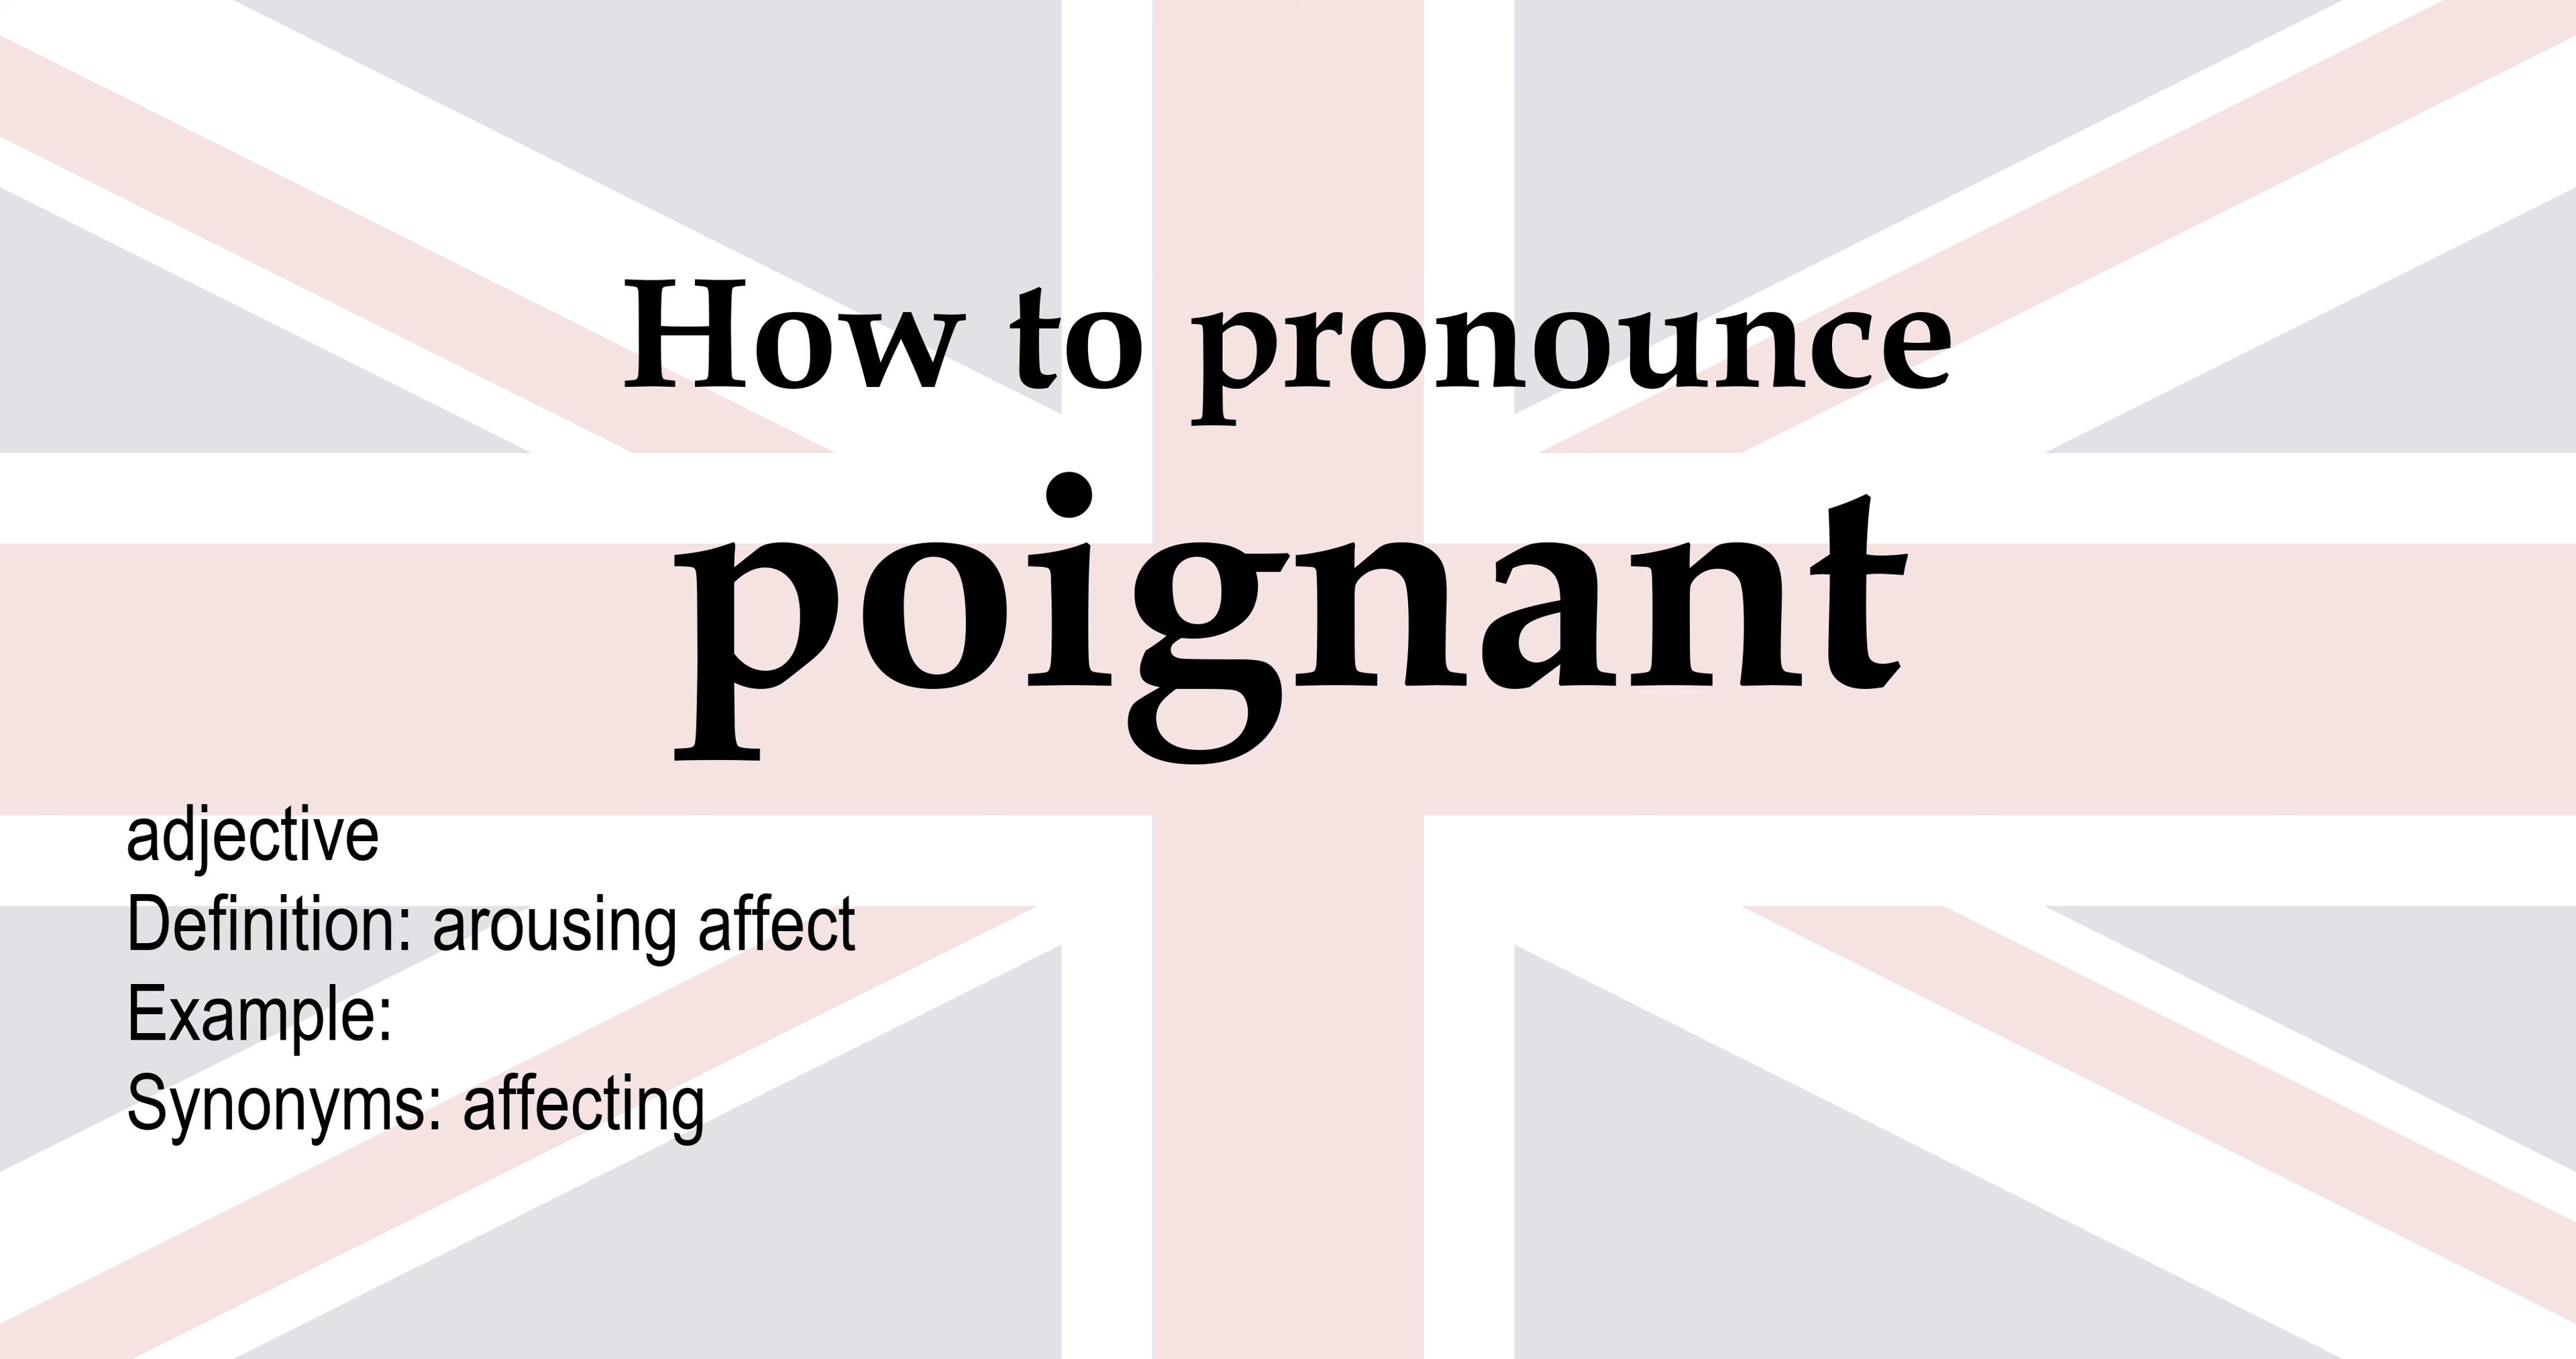 How to pronounce
poignant
adjective
Definition: arousing affect
Example:
Synonyms: affecting